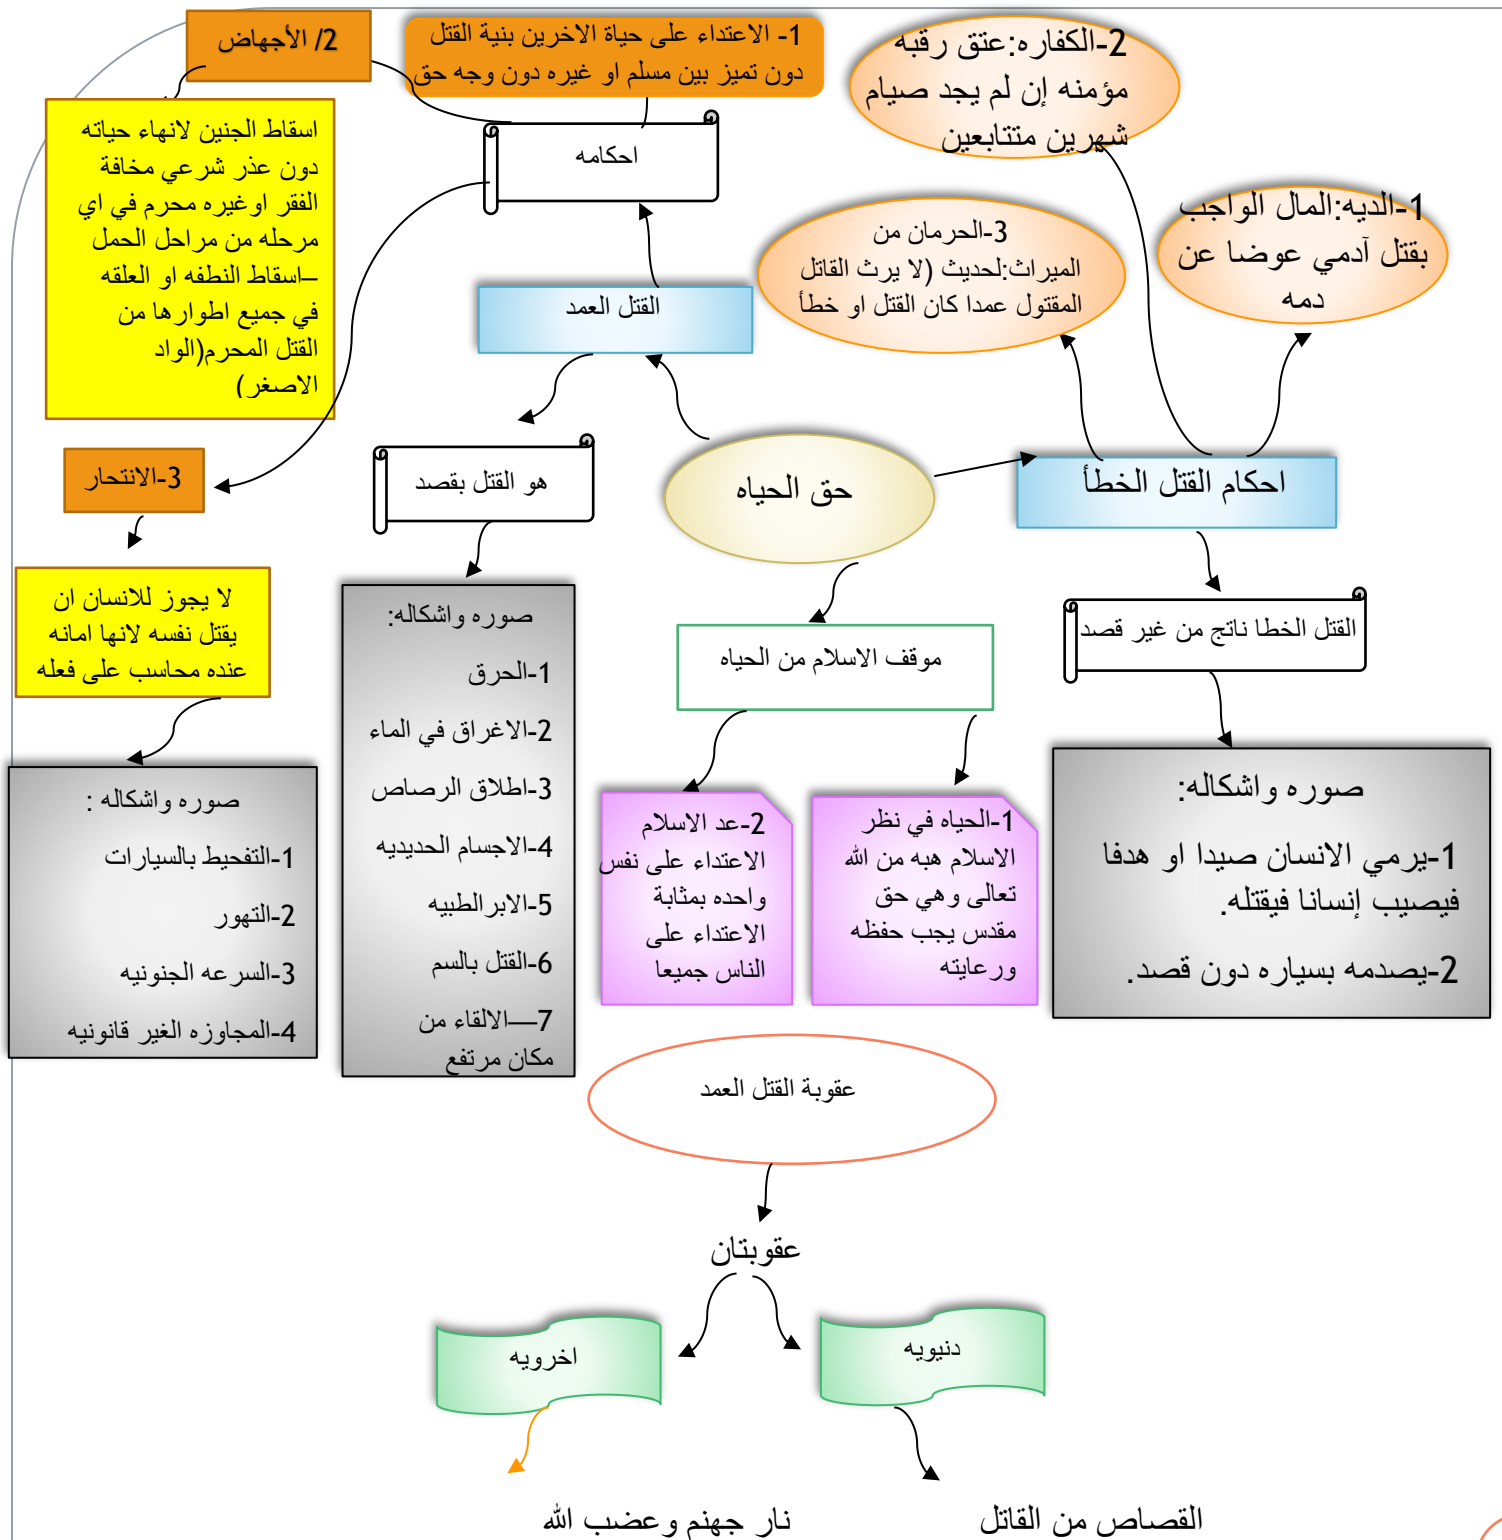 2/ الأجهاض
1- الاعتداء على حياة الاخرين بنية القتل
دون تميز بين مسلم او غيره دون وجه حق
2-الكفاره:عتق رقبه
مؤمنه إن لم يجد صيام
شهرين متتابعين
اسقاط الجنين لانهاء حياته
دون عذر شرعي مخافة
الفقر اوغيره محرم في اي
مرحله من مراحل الحمل
–اسقاط النطفه او العلقه
في جميع اطوارها من
القتل المحرم(الواد
الاصغر)
احكامه
1-الديه:المال الواجب
بقتل آدمي عوضا عن
دمه
3-الحرمان من
الميراث:لحديث (لا يرث القاتل
المقتول عمدا كان القتل او خطأ
القتل العمد
3-الانتحار
هو القتل بقصد
حق الحياه
احكام القتل الخطأ
لا يجوز للانسان ان
يقتل نفسه لانها امانه
عنده محاسب على فعله
صوره واشكاله:
1-الحرق
2-الاغراق في الماء
3-اطلاق الرصاص
4-الاجسام الحديديه
5-الابر الطبيه
6-القتل بالسم
7—الالقاء من
مكان مرتفع
موقف الاسلام من الحياه
القتل الخطا ناتج من غير قصد
صوره واشكاله :
1-التفحيط بالسيارات
2-التهور
3-السرعه الجنونيه
4-المجاوزه الغير قانونيه
2-عد الاسلام
الاعتداء على نفس
واحده بمثابة
الاعتداء على
الناس جميعا
1-الحياه في نظر
الاسلام هبه من الله
تعالى وهي حق
مقدس يجب حفظه
ورعايته
صوره واشكاله:
1-يرمي الانسان صيدا او هدفا
فيصيب إنسانا فيقتله.
2-يصدمه بسياره دون قصد.
عقوبة القتل العمد
عقوبتان
اخرويه
دنيويه
نار جهنم وعضب الله
القصاص من القاتل